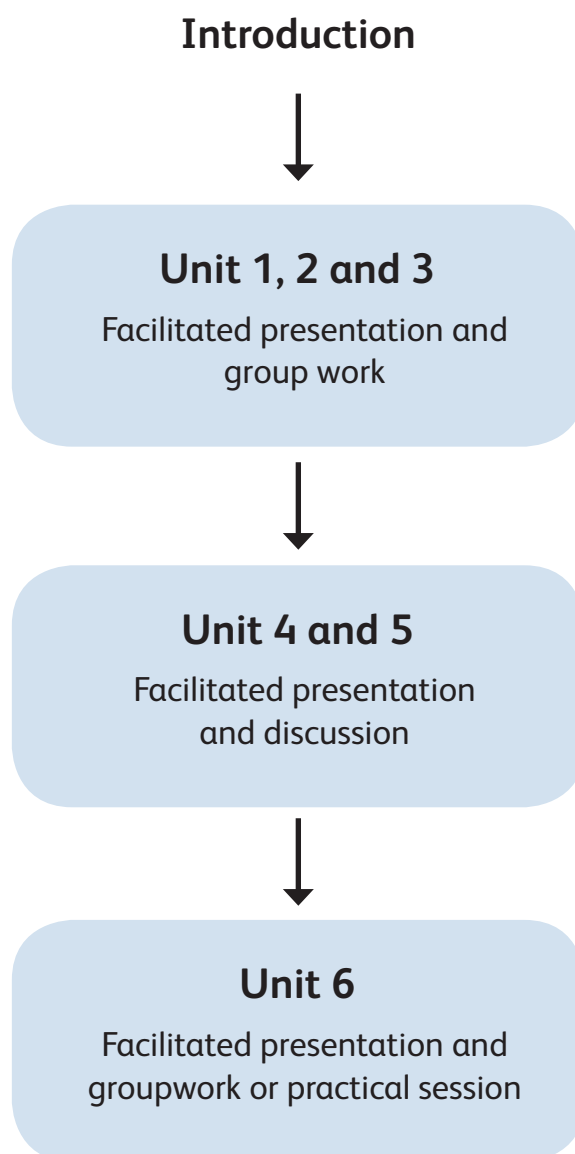 Introduction
Unit 1, 2 and 3
Facilitated presentation and
group work
Unit 4 and 5
Facilitated presentation
and discussion
Unit 6
Facilitated presentation and
groupwork or practical session